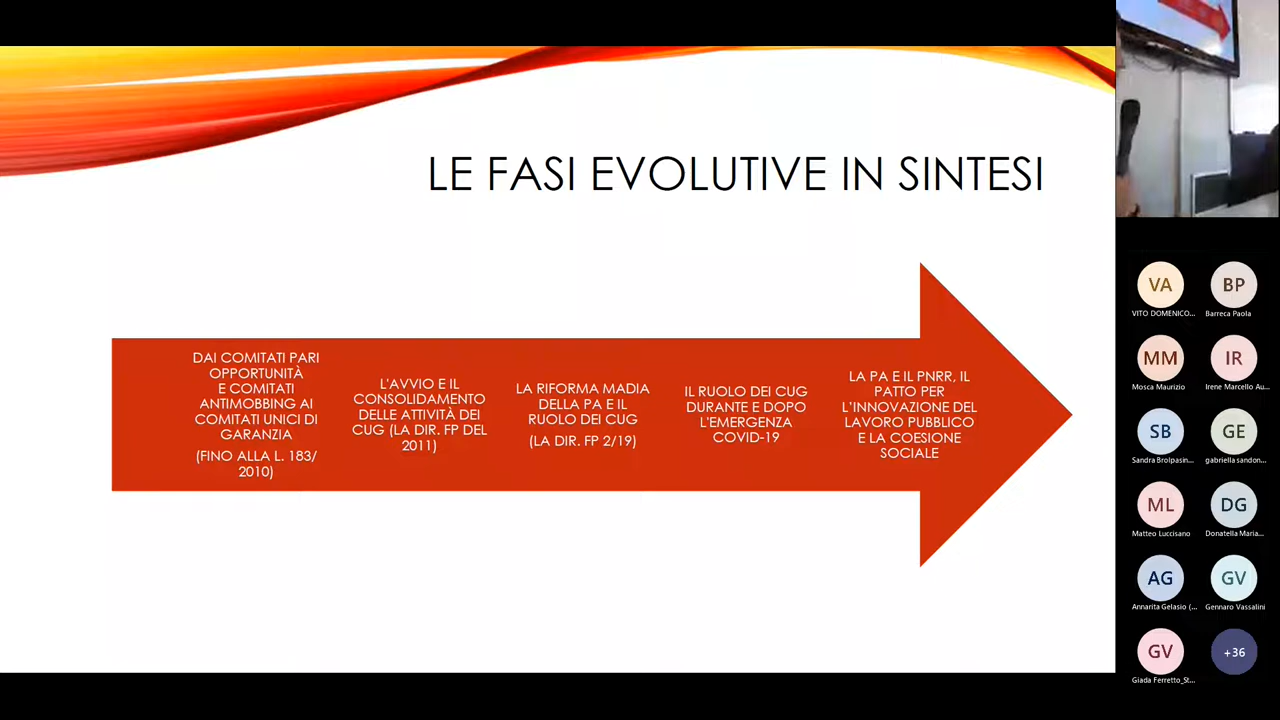 LE FASI EVOLUTIVE IN SINTESI
DAI COMITATI PARI
OPPORTUNITÀ
E COMITATI
ANTIMOBBING AI
COMITATI UNICI DI
GARANZIA
(FINO ALLA L. 183/
2010)
L'AVVIO E IL
CONSOLIDAMENTO
DELLE ATTIVITÀ DEI
CUG (LA DIR. FP DEL
2011)
LA RIFORMA MADIA
DELLA PA E IL
RUOLO DEI CUG
(LA DIR. FP 2/19)
IL RUOLO DEI CUG
DURANTE E DOPO
L'EMERGENZA
COVID-19
LA PA E IL PNRR, IL
PATTO PER
L'INNOVAZIONE DEL
LAVORO PUBBLICO
E LA COESIONE
SOCIALE
VA
VITO DOMENICO...
BP
Barreca Paola
MM
Mosca Maurizio
IR
Irene Marcello Au...
SB
Sandra Brolpasin...
GE
gabriella sandon...
ML
Matteo Luccisano
DG
Donatella Maria...
AG
Annarita Gelasio (...
GV
Gennaro Vassalini
GV
Giada Ferretto_St...
+36